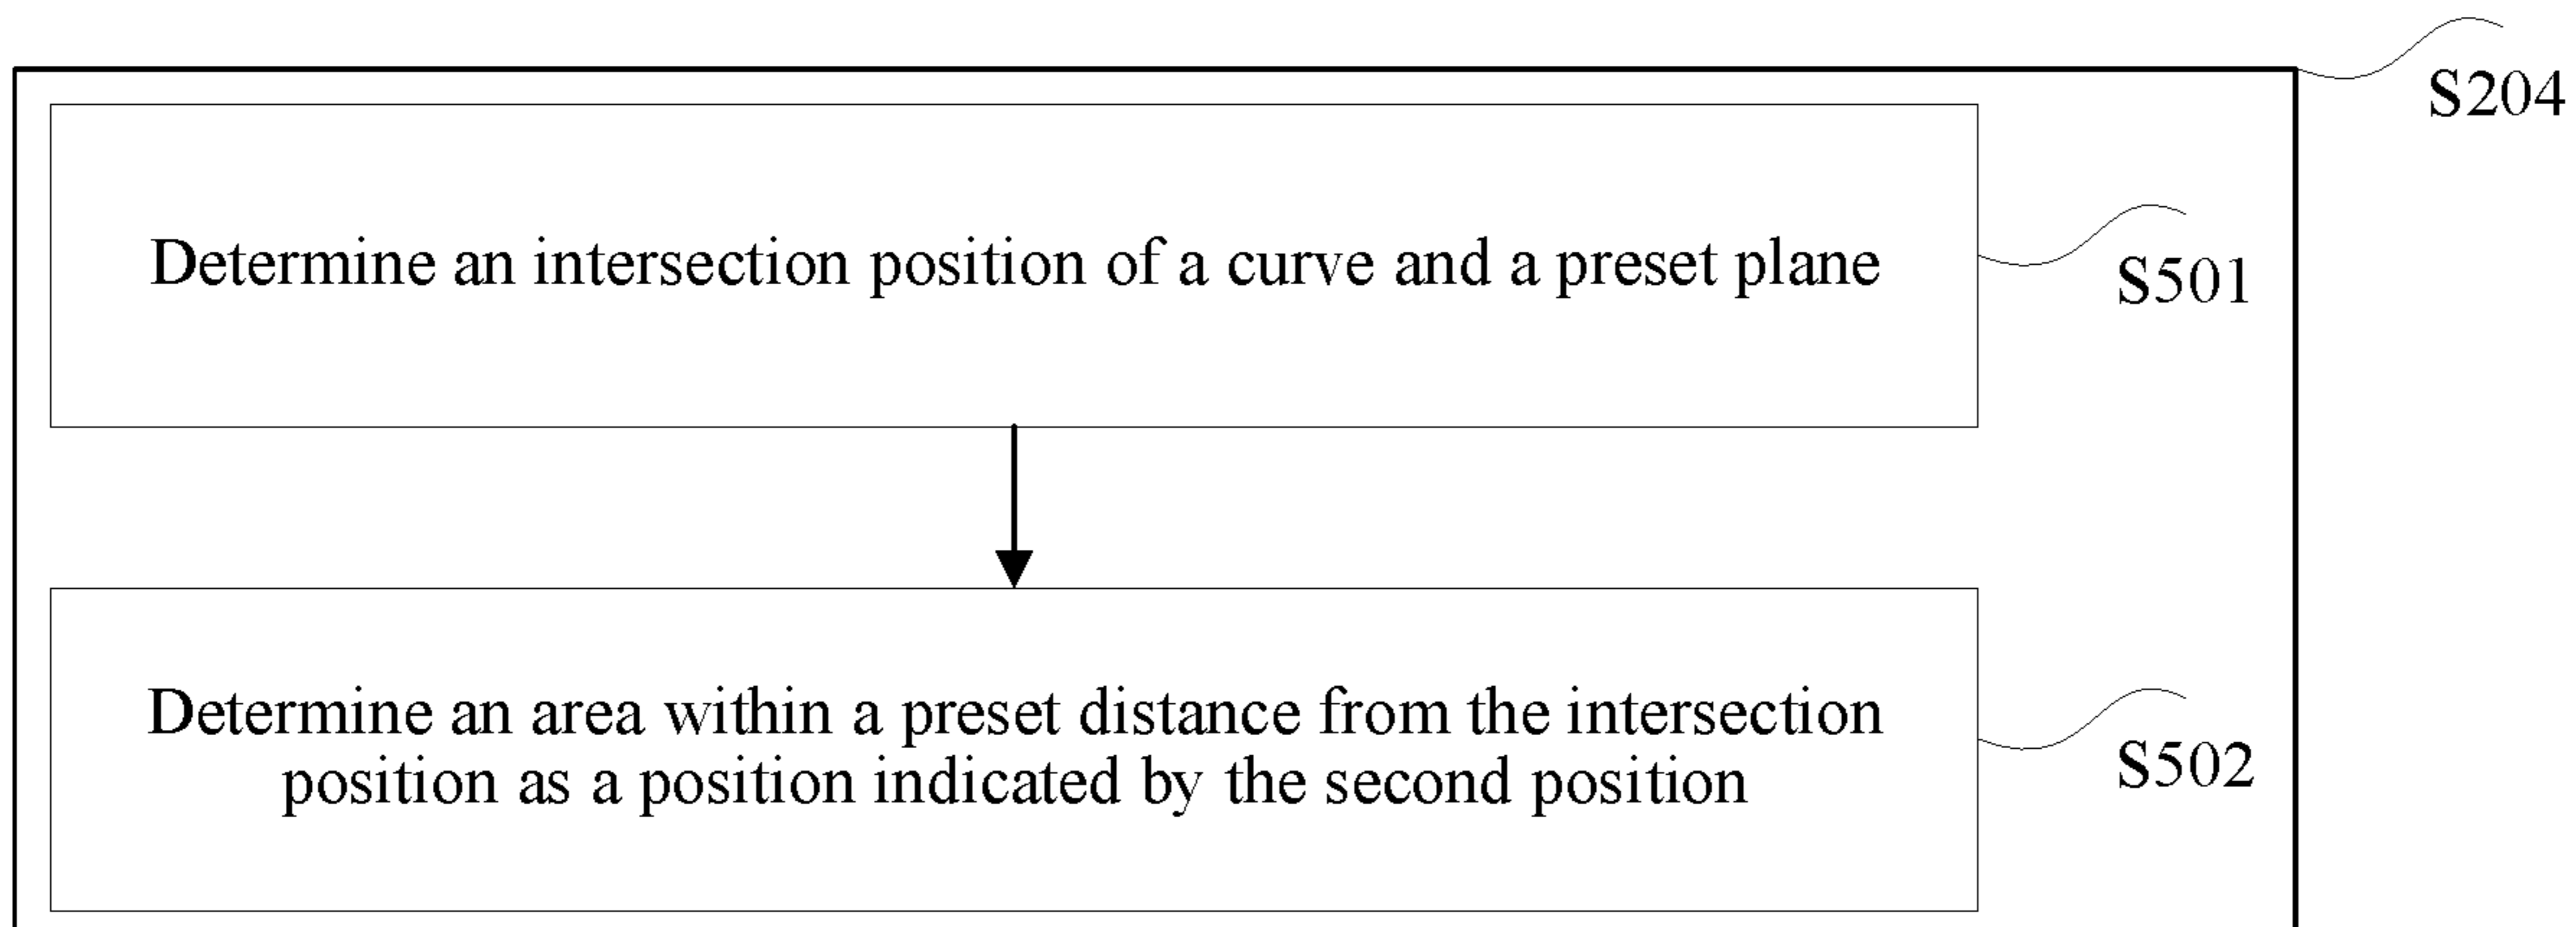 S204
Determine an intersection position of a curve and a preset plane
S501
Determine an area within a preset distance from the intersection
position as a position indicated by the second position
S502